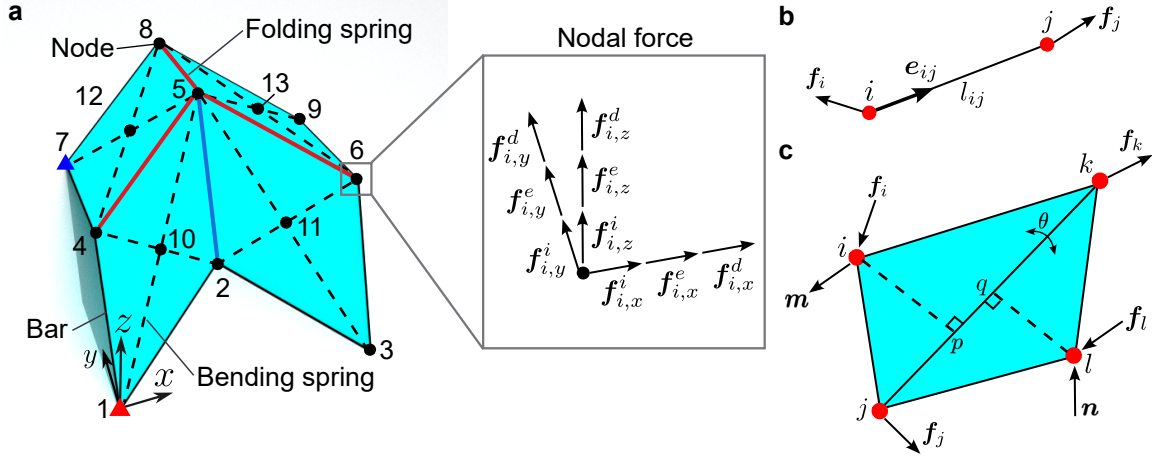 a
8
Folding spring
Node
13
5
12
9
7
6
4
10
11
2
Bar
z
y
x
3
Bending spring
1
Nodal force
f^d_{i,y}
f^d_{i,z}
f^e_{i,y}
f^e_{i,z}
f^i_{i,y}
f^i_{i,z}
f^i_{i,x}
f^e_{i,x}
f^d_{i,x}
b
j
f_j
f_i
e_{ij}
i
l_{ij}
c
f_k
k
f_i
θ
i
q
m
p
f_l
l
j
n
f_j